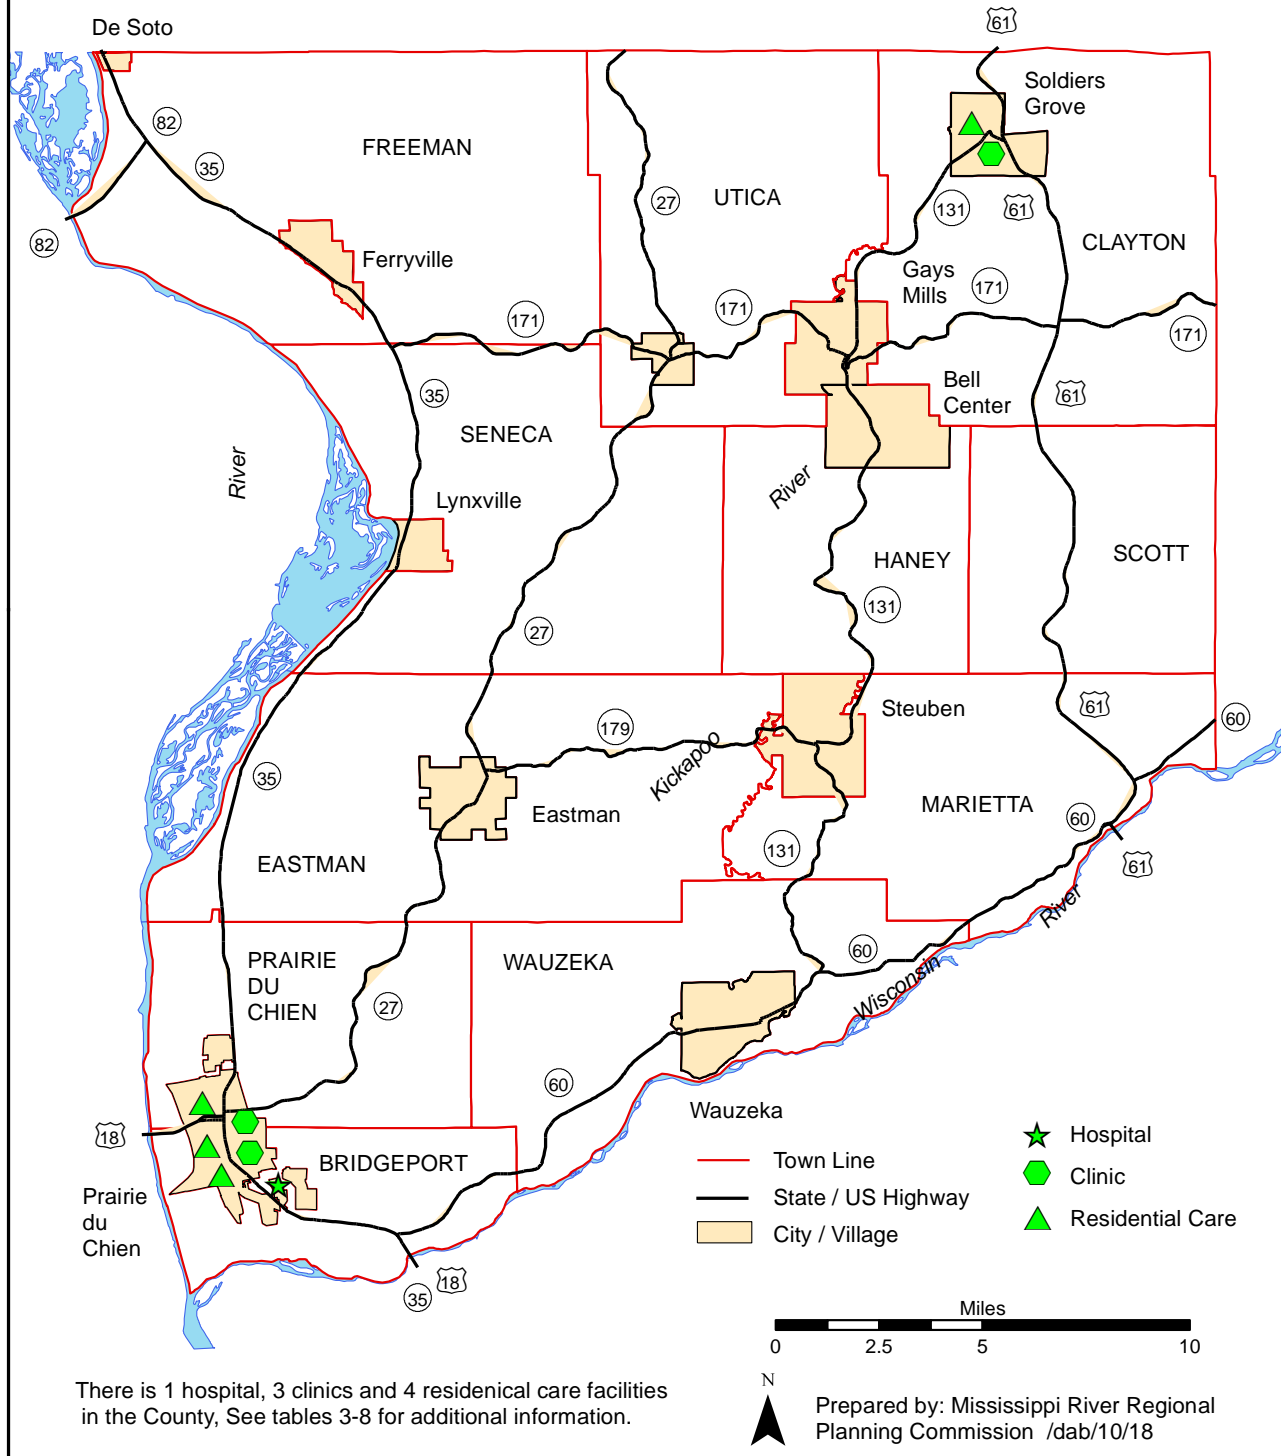 De Soto
61
Soldiers
Grove
82
35
FREEMAN
27
UTICA
131
61
82
CLAYTON
Ferryville
Gays
Mills
171
171
171
171
35
Bell
Center
61
SENECA
River
River
Lynxville
HANEY
SCOTT
131
27
Steuben
61
60
179
Kickapoo
35
Eastman
MARIETTA
60
131
61
EASTMAN
River
60
PRAIRIE
DU
CHIEN
WAUZEKA
Wisconsin
27
60
Wauzeka
18
Hospital
BRIDGEPORT
Town Line
Clinic
Prairie
du
Chien
State / US Highway
Residential Care
City / Village
18
35
Miles
0 2.5 5 10
There is 1 hospital, 3 clinics and 4 residenical care facilities
in the County, See tables 3-8 for additional information.
N
Prepared by: Mississippi River Regional
Planning Commission /dab/10/18